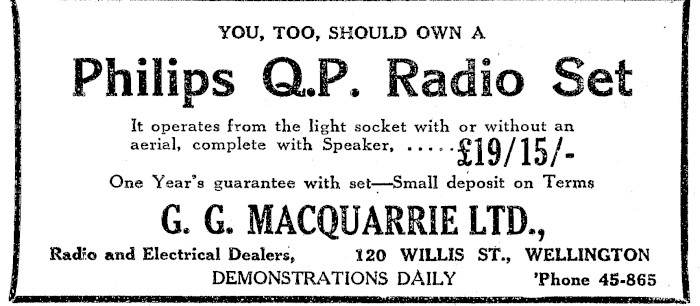 YOU, TOO, SHOULD OWN A
Philips Q.P. Radio Set
It operates from the light socket with or without an
aerial, complete with Speaker, ..... £19/15/-
One Year's guarantee with set—Small deposit on Terms
G. G. MACQUARRIE LTD.,
Radio and Electrical Dealers, 120 WILLIS ST., WELLINGTON
DEMONSTRATIONS DAILY 'Phone 45-865